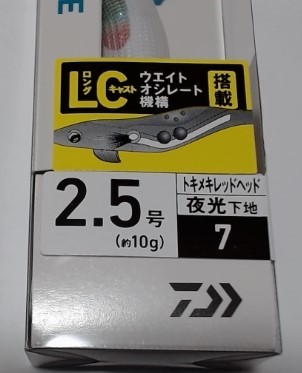 E
ロング
LCキャスト
ウエイト
オシレート
機構
搭載
2.5号
(約10g)
トキメキレッドヘッド
夜光下地
7